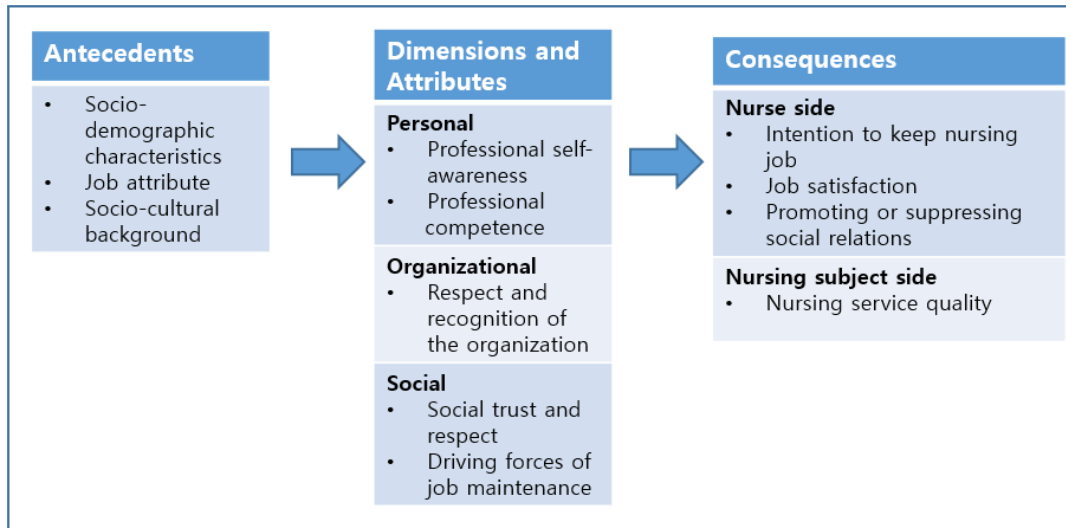 Antecedents
• Socio-
demographic
characteristics
• Job attribute
• Socio-cultural
background
Dimensions and
Attributes
Personal
• Professional self-
awareness
• Professional
competence
Organizational
• Respect and
recognition of
the organization
Social
• Social trust and
respect
• Driving forces of
job maintenance
Consequences
Nurse side
• Intention to keep nursing
job
• Job satisfaction
• Promoting or suppressing
social relations
Nursing subject side
• Nursing service quality